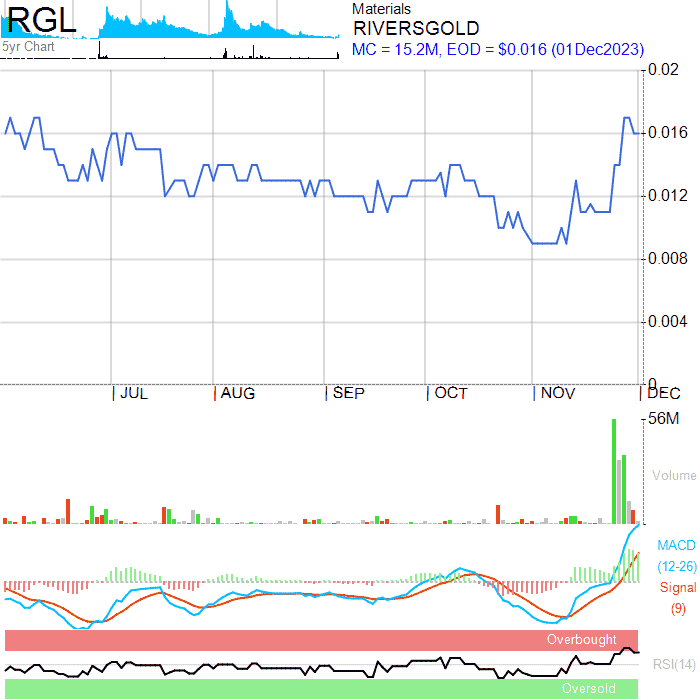 RGL
5yr Chart
Materials
RIVERSGOLD
MC = 15.2M, EOD = $0.016 (01Dec2023)
0.02
0.016
0.012
0.008
0.004
0
JUL AUG SEP OCT NOV DEC
56M
Volume
MACD
(12-26)
Signal
(9)
Overbought
RSI(14)
Oversold